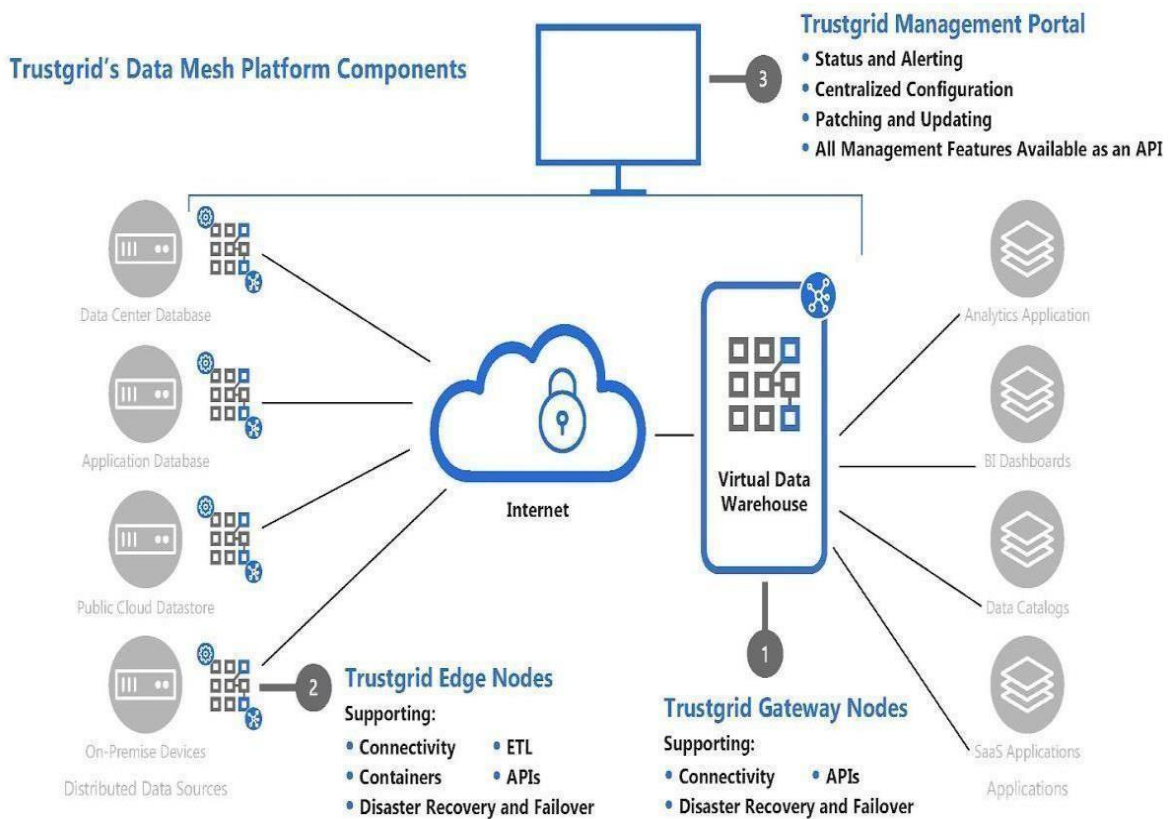 Trustgrid's Data Mesh Platform Components
Trustgrid Management Portal
3
• Status and Alerting
• Centralized Configuration
• Patching and Updating
• All Management Features Available as an API
Data Center Database
Application Database
Public Cloud Datastore
On-Premise Devices
Distributed Data Sources
Internet
Virtual Data
Warehouse
Analytics Application
BI Dashboards
Data Catalogs
SaaS Applications
Applications
2
Trustgrid Edge Nodes
Supporting:
• Connectivity • ETL
• Containers • APIs
• Disaster Recovery and Failover
1
Trustgrid Gateway Nodes
Supporting:
• Connectivity • APIs
• Disaster Recovery and Failover